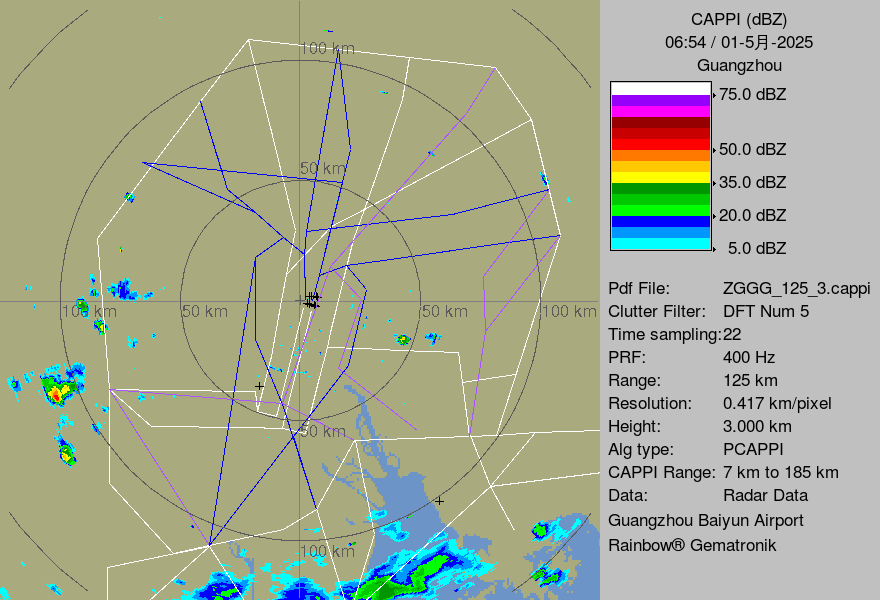 100 km
50 km
100 km
50 km
50 km
100 km
50 km
100 km
CAPPI (dBZ)
06:54 / 01-5月-2025
Guangzhou
75.0 dBZ
50.0 dBZ
35.0 dBZ
20.0 dBZ
5.0 dBZ
Pdf File: ZGGG_125_3.cappi
Clutter Filter: DFT Num 5
Time sampling:22
PRF: 400 Hz
Range: 125 km
Resolution: 0.417 km/pixel
Height: 3.000 km
Alg type: PCAPPI
CAPPI Range: 7 km to 185 km
Data: Radar Data
Guangzhou Baiyun Airport
Rainbow® Gematronik